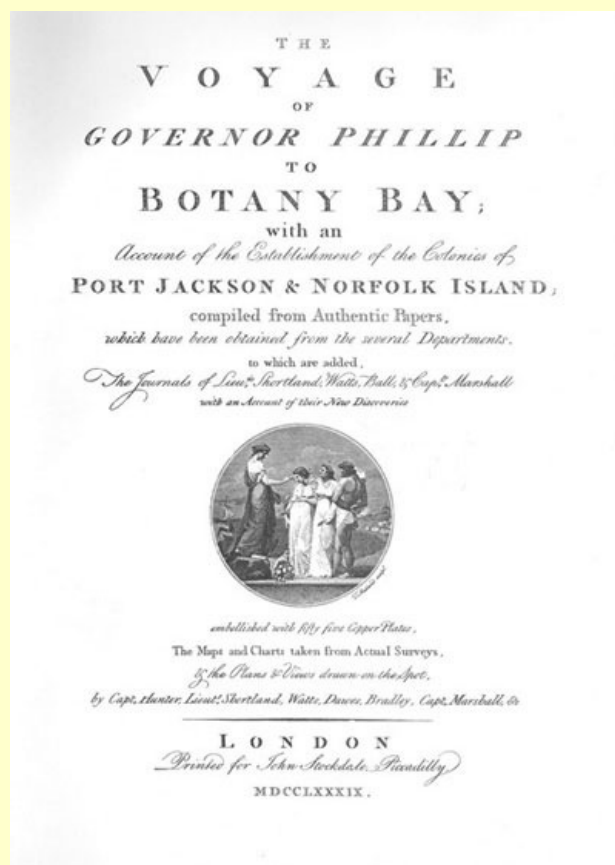 THE
VOYAGE
OF
GOVERNOR PHILLIP
TO
BOTANY BAY;
with an
Account of the Establishment of the Colonies of
PORT JACKSON & NORFOLK ISLAND;
compiled from Authentic Papers,
which have been obtained from the several Departments.
to which are added,
The Journals of Lieuts. Shortland, Watts, Ball, & Capt. Marshall
with an Account of their New Discoveries
embellished with fifty five Copper Plates,
The Maps and Charts taken from Actual Surveys,
& the Plans & Views drawn on the Spot,
by Capt. Hunter, Lieuts. Shortland, Watts, Dawes, Bradley, Capt. Marshall, &c
LONDON
Printed for John Stockdale, Piccadilly
MDCCLXXXIX.